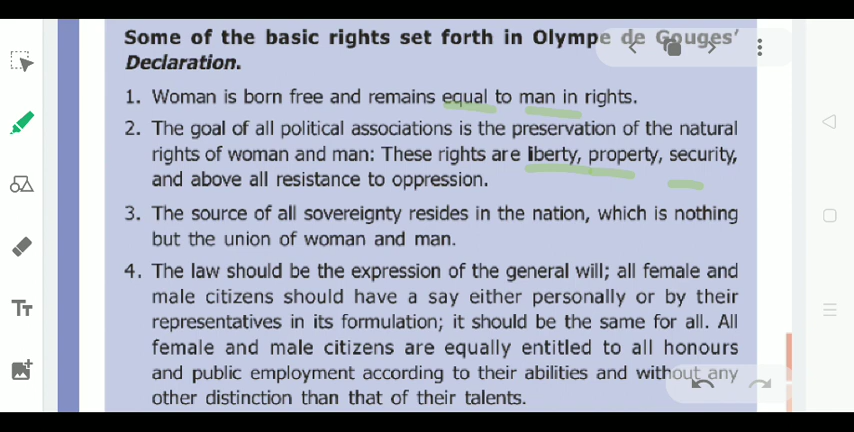 Some of the basic rights set forth in Olympe de Gouges'
Declaration.
1. Woman is born free and remains equal to man in rights.
2. The goal of all political associations is the preservation of the natural
rights of woman and man: These rights are liberty, property, security,
and above all resistance to oppression.
3. The source of all sovereignty resides in the nation, which is nothing
but the union of woman and man.
4. The law should be the expression of the general will; all female and
male citizens should have a say either personally or by their
representatives in its formulation; it should be the same for all. All
female and male citizens are equally entitled to all honours
and public employment according to their abilities and without any
other distinction than that of their talents.
TT